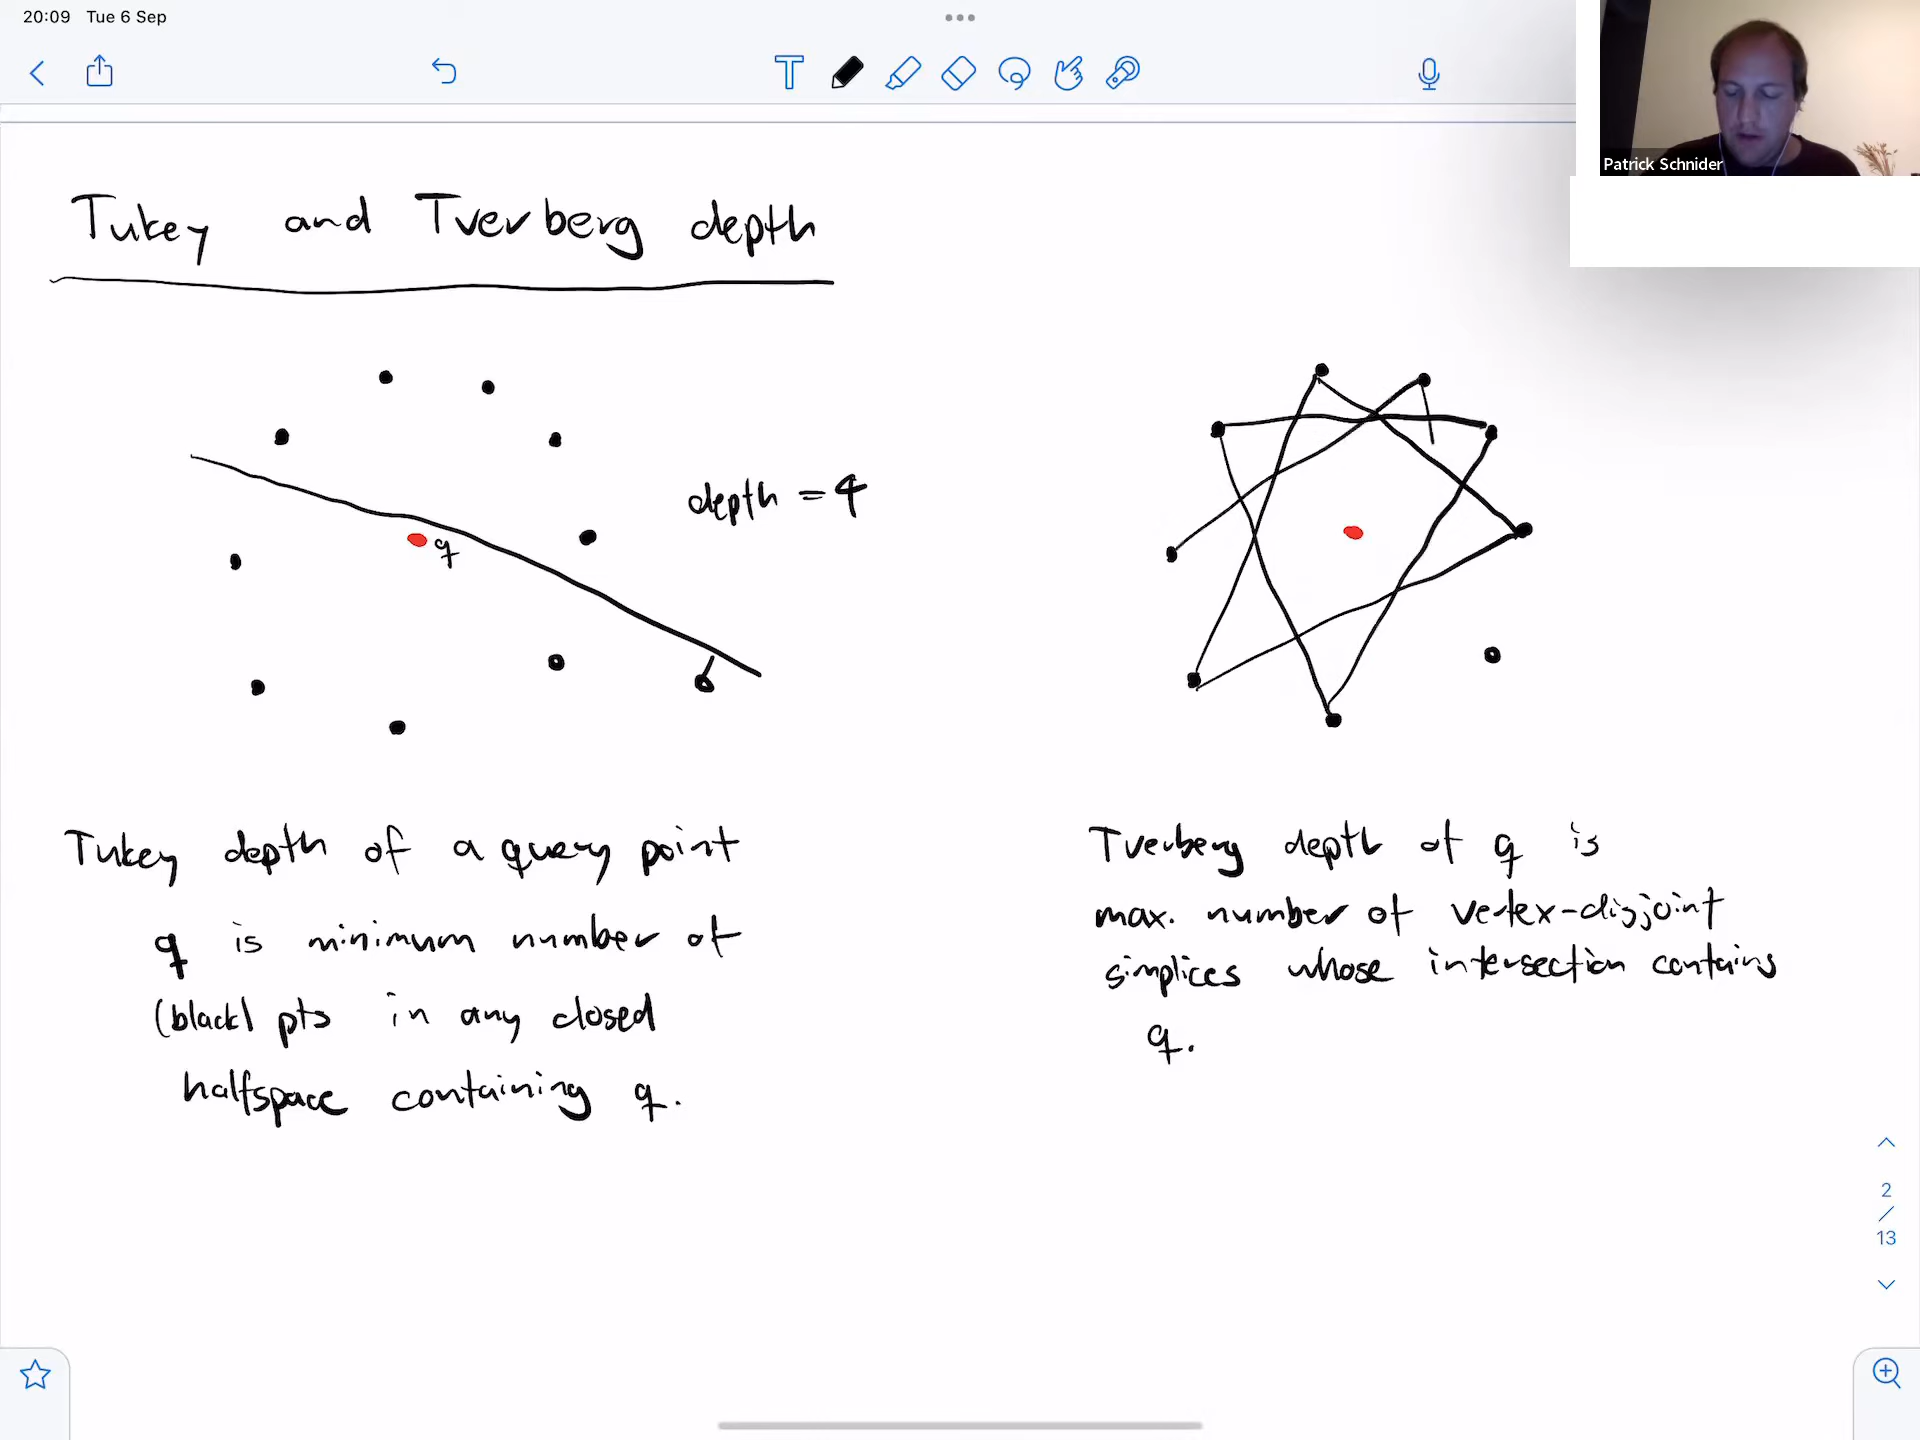 20:09 Tue 6 Sep
Patrick Schnider
Tukey and Tverberg depth
depth = 4
q
Tukey depth of a query point
q is minimum number of
(black) pts in any closed
halfspace containing q.
Tverberg depth of q is
max. number of vertex-disjoint
simplices whose intersection contains
q.
2
/
13